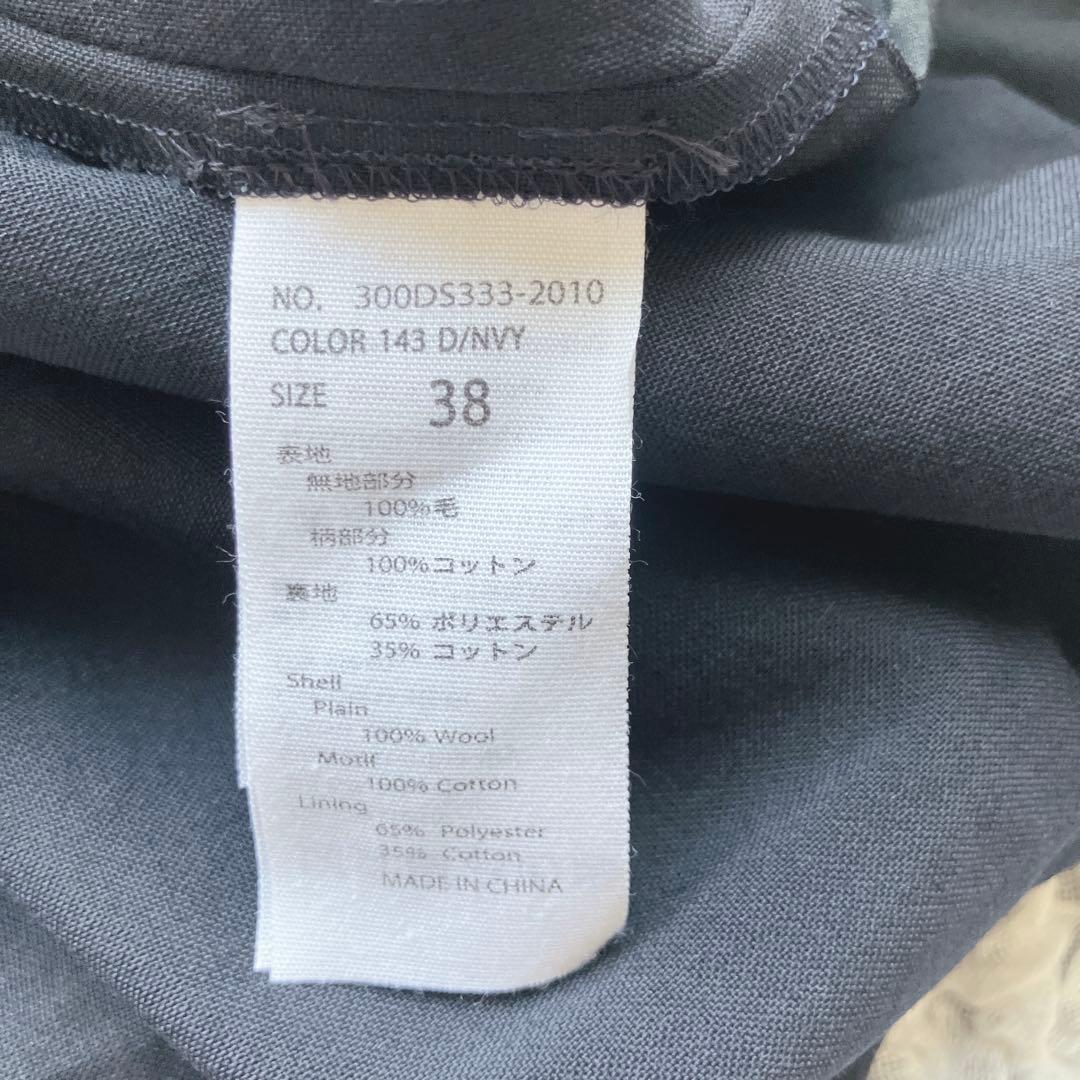 NO. 300DS333-2010
COLOR 143 D/NVY
SIZE 38
表地
無地部分
100%毛
柄部分
100%コットン
裏地
65% ポリエステル
35% コットン
Shell
Plain
100% Wool
Motif
100% Cotton
Lining
65% Polyester
35% Cotton
MADE IN CHINA